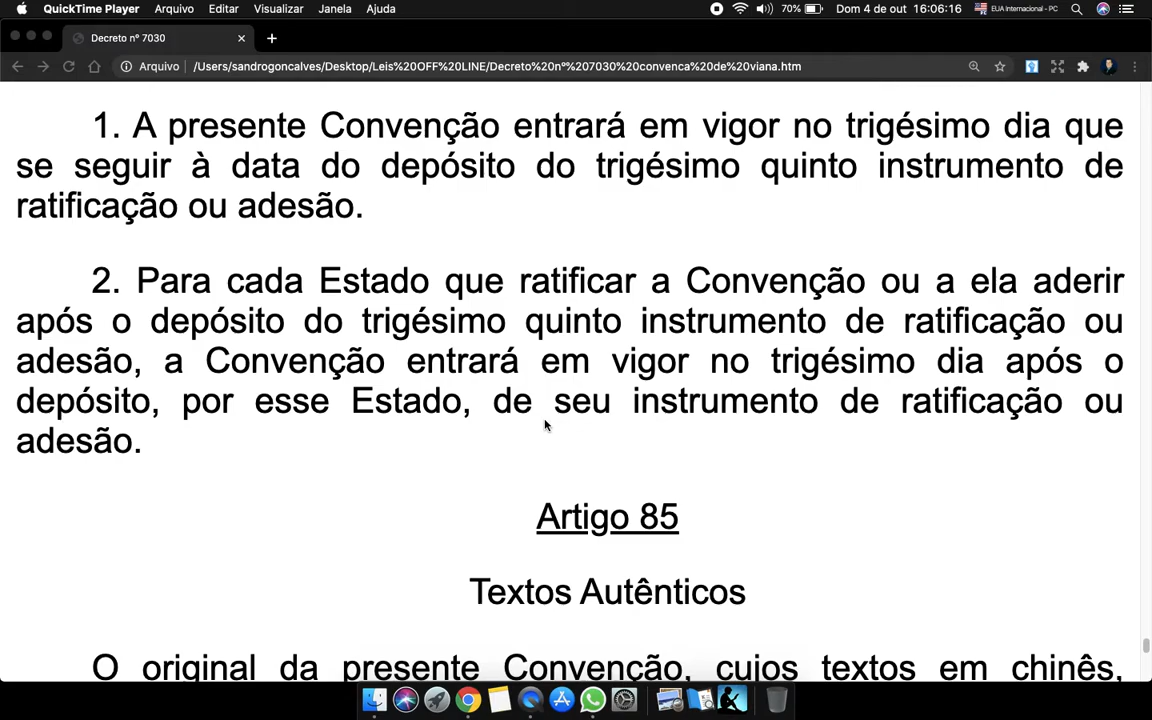 QuickTime Player Arquivo Editar Visualizar Janela Ajuda 70% Dom 4 de out 16:06:16 EUA Internacional - PC
Decreto nº 7030
Arquivo /Users/sandrogoncalves/Desktop/Leis%20OFF%20LINE/Decreto%20nº%207030%20convenca%20de%20viana.htm
1. A presente Convenção entrará em vigor no trigésimo dia que
se seguir à data do depósito do trigésimo quinto instrumento de
ratificação ou adesão.
2. Para cada Estado que ratificar a Convenção ou a ela aderir
após o depósito do trigésimo quinto instrumento de ratificação ou
adesão, a Convenção entrará em vigor no trigésimo dia após o
depósito, por esse Estado, de seu instrumento de ratificação ou
adesão.
Artigo 85
Textos Autênticos
O original da presente Convenção, cujos textos em chinês,